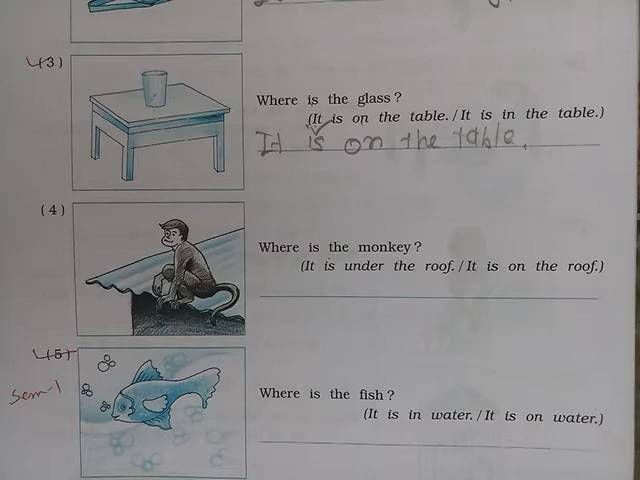 (3)
Where is the glass?
(It is on the table. / It is in the table.)
It is on the table.
(4)
Where is the monkey?
(It is under the roof. / It is on the roof.)
(5)
Sem-1
Where is the fish?
(It is in water. / It is on water.)